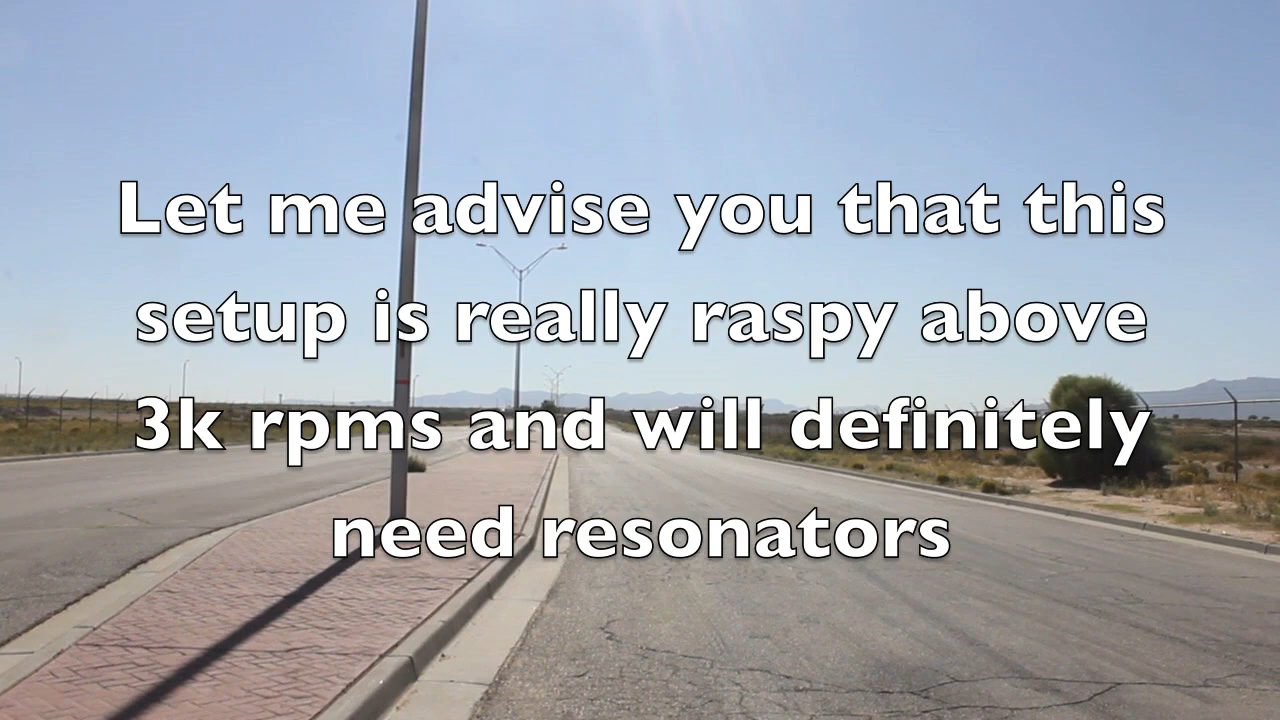 Let me advise you that this
setup is really raspy above
3k rpms and will definitely
need resonators